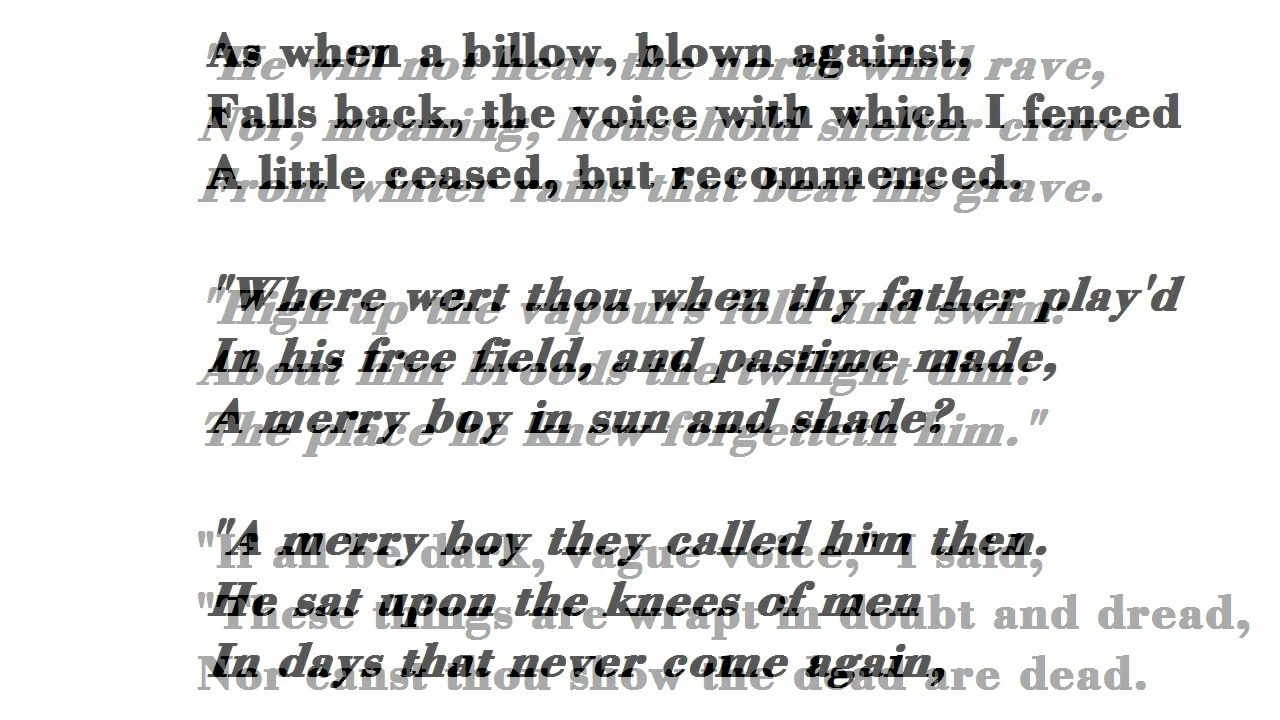 As when a billow, blown against,
"He will not hear the north wind rave,
Falls back, the voice with which I fenced
Nor, moaning, household shelter crave
A little ceased, but recommenced.
From winter rains that beat his grave.
"Where wert thou when thy father play'd
"High up the vapours fold and swim:
In his free field, and pastime made,
About him broods the twilight dim:
A merry boy in sun and shade?
The place he knew forgetteth him."
"A merry boy they called him then.
"If all be dark, vague voice," I said,
He sat upon the knees of men
"These things are wrapt in doubt and dread,
In days that never come again,
Nor canst thou show the dead are dead.